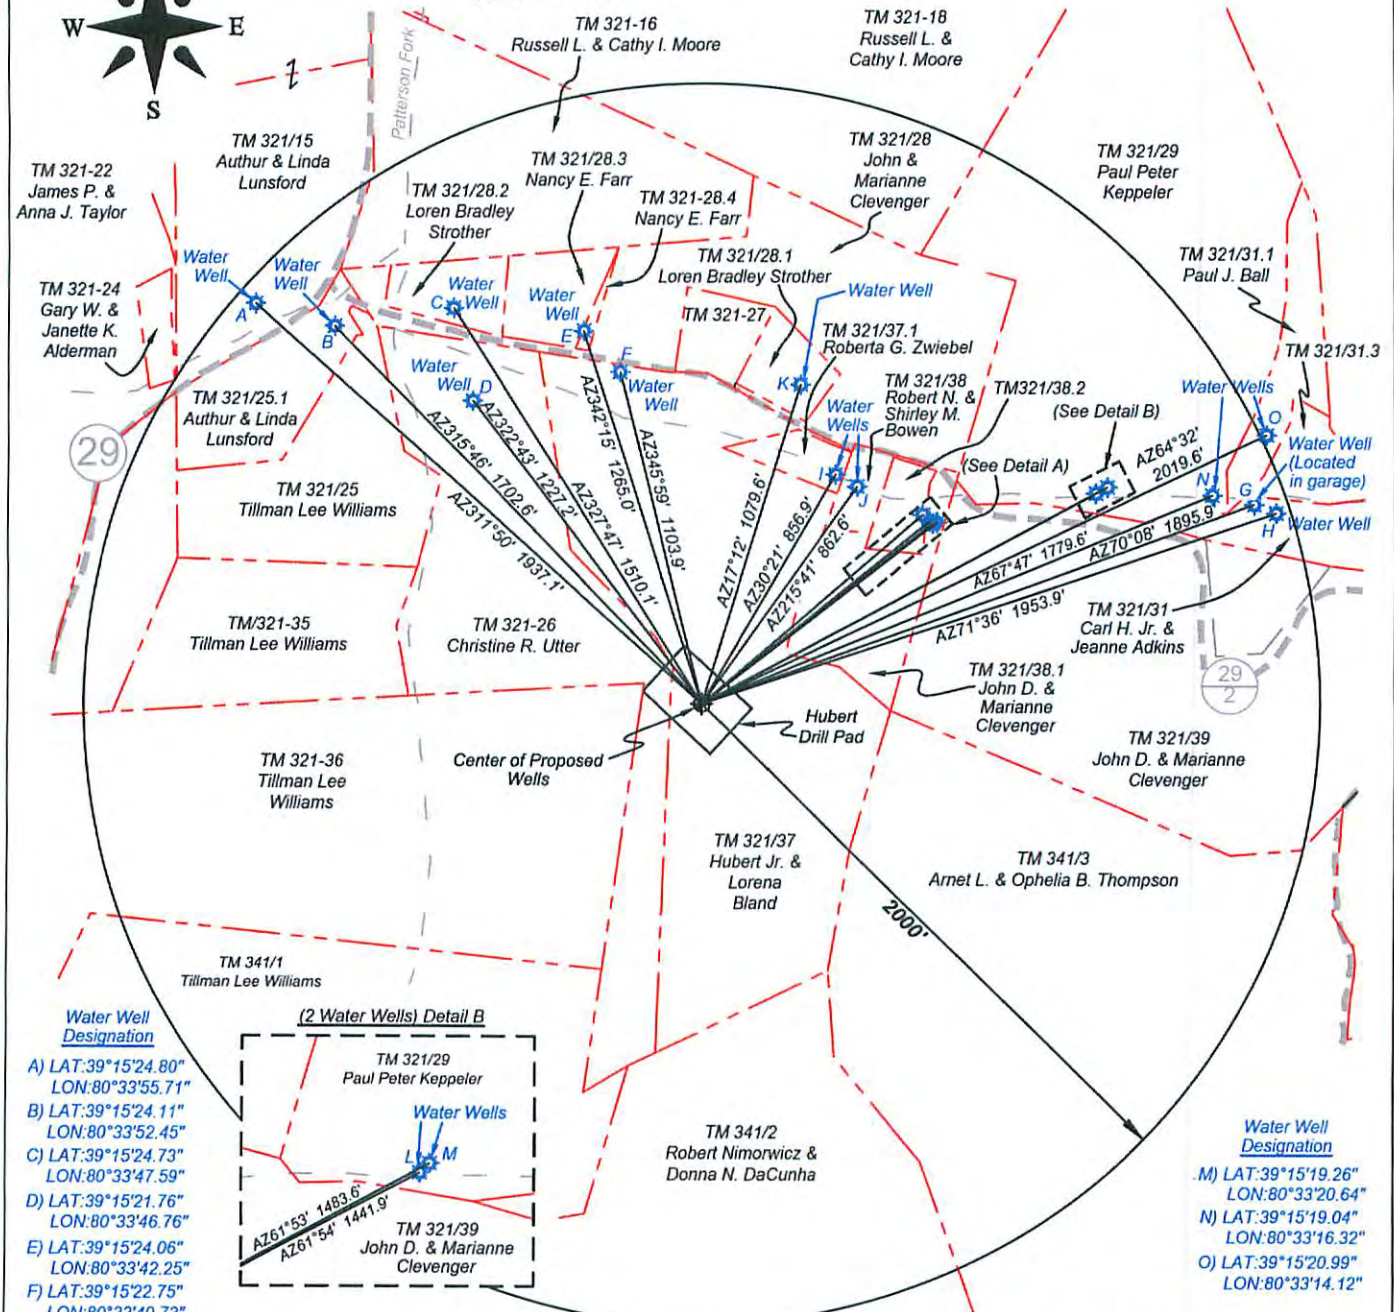 W
E
S
Patterson Fork
TM 321-16
Russell L. & Cathy I. Moore
TM 321-18
Russell L. &
Cathy I. Moore
TM 321/15
Authur & Linda
Lunsford
TM 321-22
James P. &
Anna J. Taylor
TM 321/28.3
Nancy E. Farr
TM 321/28
John &
Marianne
Clevenger
TM 321/29
Paul Peter
Keppeler
TM 321/28.2
Loren Bradley
Strother
TM 321-28.4
Nancy E. Farr
TM 321/28.1
Loren Bradley Strother
TM 321/31.1
Paul J. Ball
Water
Well
A
Water
Well
B
TM 321-24
Gary W. &
Janette K.
Alderman
Water
Well
C
Water
Well
E
F
Water
Well
TM 321-27
Water Well
K
TM 321/37.1
Roberta G. Zwiebel
TM 321/31.3
Water
Well D
TM 321/25.1
Authur & Linda
Lunsford
29
TM 321/38
Robert N. &
Shirley M.
Bowen
TM321/38.2
(See Detail B)
Water
Wells
I
J
(See Detail A)
Water Wells
N
O
G
Water Well
(Located
in garage)
H
Water Well
TM 321/25
Tillman Lee Williams
AZ311°50' 1937.1'
AZ315°46' 1702.6'
AZ322°43' 1227.2'
AZ327°47' 1510.1'
AZ342°15' 1265.0'
AZ345°59' 1103.9'
AZ17°12' 1079.6'
AZ30°21' 856.9'
AZ215°41' 862.6'
AZ64°32'
2019.6'
AZ67°47' 1779.6'
AZ70°08' 1895.9'
AZ71°36' 1953.9'
TM/321-35
Tillman Lee Williams
TM 321-26
Christine R. Utter
TM 321/31
Carl H. Jr. &
Jeanne Adkins
29
2
TM 321/38.1
John D. &
Marianne
Clevenger
Hubert
Drill Pad
Center of Proposed
Wells
TM 321/39
John D. & Marianne
Clevenger
TM 321-36
Tillman Lee
Williams
TM 321/37
Hubert Jr. &
Lorena
Bland
TM 341/3
Arnet L. & Ophelia B. Thompson
2000'
TM 341/1
Tillman Lee Williams
Water Well
Designation
A) LAT:39°15'24.80"
LON:80°33'55.71"
B) LAT:39°15'24.11"
LON:80°33'52.45"
C) LAT:39°15'24.73"
LON:80°33'47.59"
D) LAT:39°15'21.76"
LON:80°33'46.76"
E) LAT:39°15'24.06"
LON:80°33'42.25"
F) LAT:39°15'22.75"
(2 Water Wells) Detail B
TM 321/29
Paul Peter Keppeler
Water Wells
L
M
AZ61°53' 1483.6'
AZ61°54' 1441.9'
TM 321/39
John D. & Marianne
Clevenger
TM 341/2
Robert Nimorwicz &
Donna N. DaCunha
Water Well
Designation
M) LAT:39°15'19.26"
LON:80°33'20.64"
N) LAT:39°15'19.04"
LON:80°33'16.32"
O) LAT:39°15'20.99"
LON:80°33'14.12"